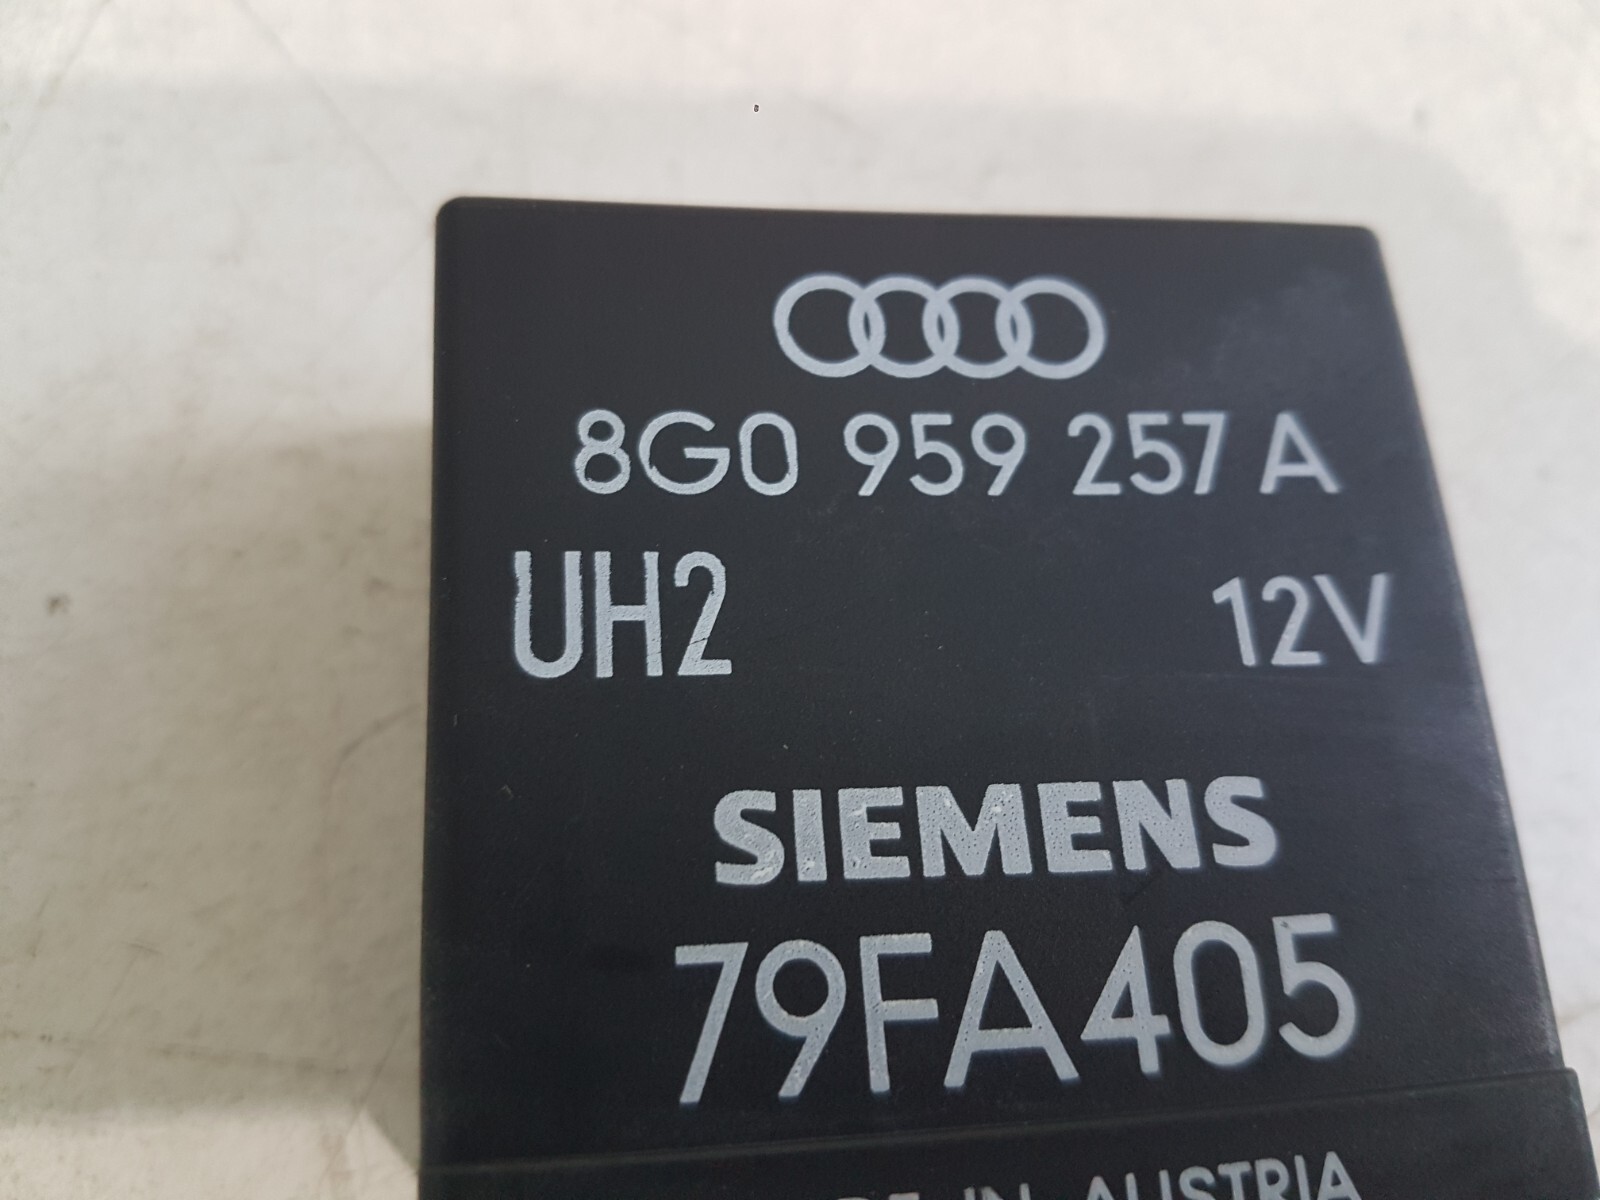 8G0 959 257 A
UH2 12V
SIEMENS
79FA405
IN AUSTRIA